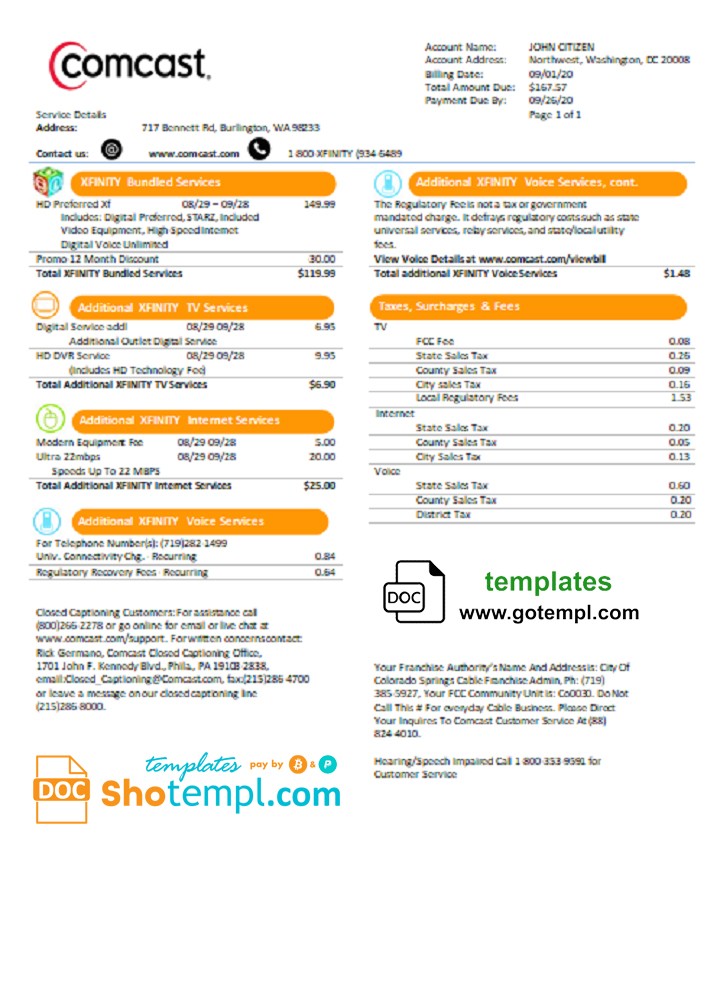 comcast.
Account Name: JOHN CITIZEN
Account Address: Northwest, Washington, DC 20008
Billing Date: 09/01/20
Total Amount Due: $167.57
Payment Due By: 09/26/20
Page 1 of 1
Service Details
Address: 717 Bennett Rd, Burlington, WA 98233
Contact us: @ www.comcast.com 1-800-XFINITY (934-6489
XFINITY Bundled Services
HD Preferred Xf 08/29 – 09/28 149.99
Includes: Digital Preferred, STARZ, Included
Video Equipment, High-Speed Internet
Digital Voice Unlimited
Promo 12 Month Discount 30.00
Total XFINITY Bundled Services $119.99
Additional XFINITY TV Services
Digital Service addl 08/29 09/28 6.95
Additional Outlet Digital Service
HD DVR Service 08/29 09/28 9.95
(Includes HD Technology Fee)
Total Additional XFINITY TV Services $6.90
Additional XFINITY Internet Services
Modern Equipment Fee 08/29 09/28 5.00
Ultra 22mbps 08/29 09/28 20.00
Speeds Up To 22 MBPS
Total Additional XFINITY Internet Services $25.00
Additional XFINITY Voice Services
For Telephone Number(s): (719)282-1499
Univ. Connectivity Chg. - Recurring 0.84
Regulatory Recovery Fees - Recurring 0.64
Closed Captioning Customers: For assistance call
(800)266-2278 or go online for email or live chat at
www.comcast.com/support. For written concerns contact:
Rick Germano, Comcast Closed Captioning Office,
1701 John F. Kennedy Blvd., Phila., PA 19103-2838,
email:Closed_Captioning@Comcast.com, fax:(215)286-4700
or leave a message on our closed captioning line
(215)286-8000.
Additional XFINITY Voice Services, cont.
The Regulatory Fee is not a tax or government
mandated charge. It defrays regulatory costs such as state
universal services, relay services, and state/local utility
fees.
View Voice Details at www.comcast.com/viewbill
Total additional XFINITY Voice Services $1.48
Taxes, Surcharges & Fees
TV
FCC Fee 0.08
State Sales Tax 0.26
County Sales Tax 0.09
City sales Tax 0.16
Local Regulatory Fees 1.53
Internet
State Sales Tax 0.20
County Sales Tax 0.05
City Sales Tax 0.13
Voice
State Sales Tax 0.60
County Sales Tax 0.20
District Tax 0.20
DOC templates
www.gotempl.com
Your Franchise Authority's Name And Address is: City Of
Colorado Springs Cable Franchise Admin, Ph: (719)
385-5927, Your FCC Community Unit is: Co0030. Do Not
Call This # For everyday Cable Business. Please Direct
Your Inquires To Comcast Customer Service At (88)
824-4010.
Hearing/Speech Impaired Call 1-800-353-9591 for
Customer Service
templates pay by B & P
DOC Shotempl.com